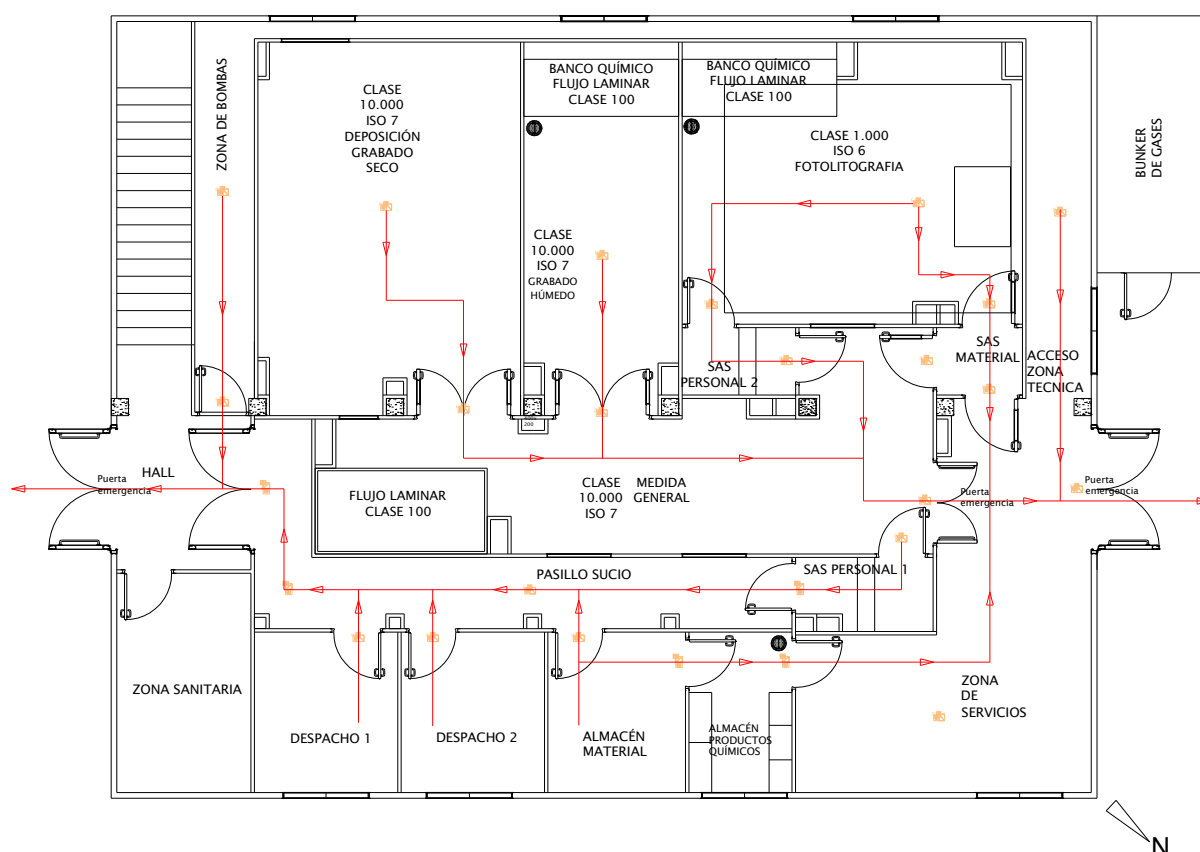 ZONA DE BOMBAS
CLASE
10.000
ISO 7
DEPOSICIÓN
GRABADO
SECO
BANCO QUÍMICO
FLUJO LAMINAR
CLASE 100
BANCO QUÍMICO
FLUJO LAMINAR
CLASE 100
CLASE 1.000
ISO 6
FOTOLITOGRAFIA
BUNKER
DE GASES
CLASE
10.000
ISO 7
GRABADO
HÚMEDO
SAS
PERSONAL 2
SAS
MATERIAL
ACCESO
ZONA
TECNICA
200
HALL
Puerta
emergencia
FLUJO LAMINAR
CLASE 100
CLASE MEDIDA
10.000 GENERAL
ISO 7
Puerta
emergencia
Puerta
emergencia
PASILLO SUCIO
SAS PERSONAL 1
ZONA SANITARIA
DESPACHO 1
DESPACHO 2
ALMACÉN
MATERIAL
ALMACÉN
PRODUCTOS
QUÍMICOS
ZONA
DE
SERVICIOS
N